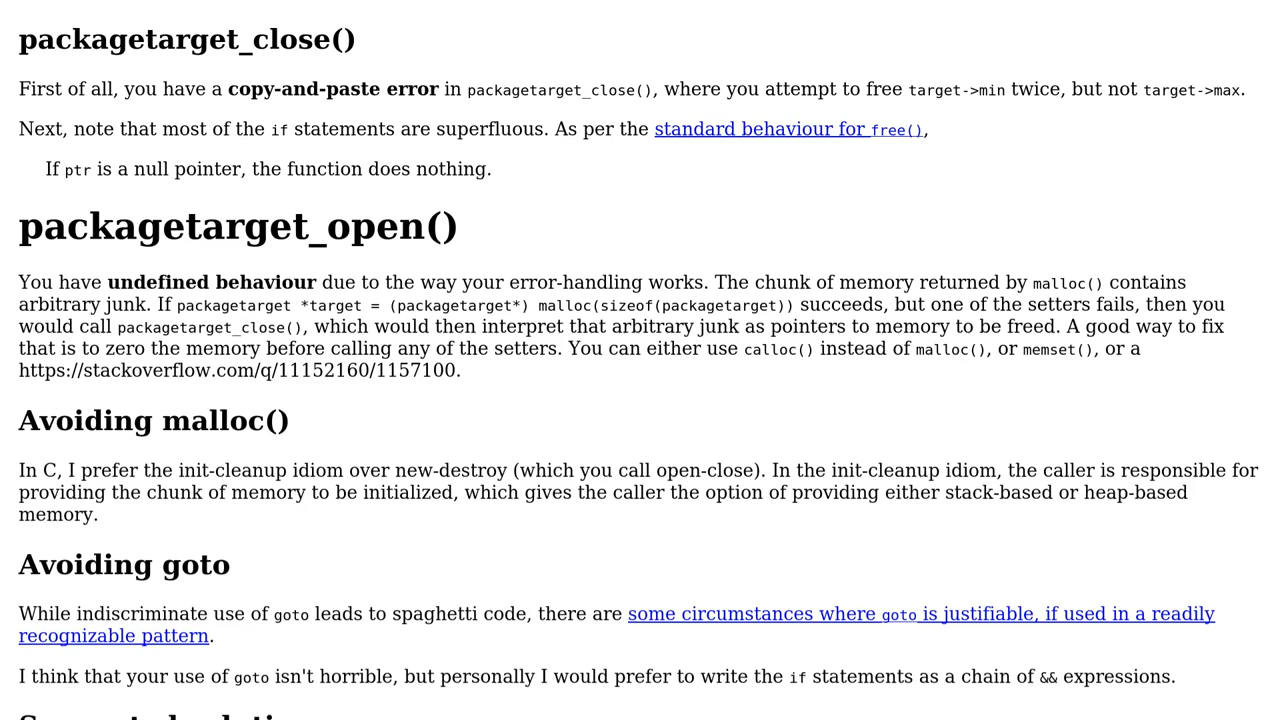 packagetarget_close()
First of all, you have a copy-and-paste error in packagetarget_close(), where you attempt to free target->min twice, but not target->max.
Next, note that most of the if statements are superfluous. As per the standard behaviour for free(),
If ptr is a null pointer, the function does nothing.
packagetarget_open()
You have undefined behaviour due to the way your error-handling works. The chunk of memory returned by malloc() contains
arbitrary junk. If packagetarget *target = (packagetarget*) malloc(sizeof(packagetarget)) succeeds, but one of the setters fails, then you
would call packagetarget_close(), which would then interpret that arbitrary junk as pointers to memory to be freed. A good way to fix
that is to zero the memory before calling any of the setters. You can either use calloc() instead of malloc(), or memset(), or a
https://stackoverflow.com/q/11152160/1157100.
Avoiding malloc()
In C, I prefer the init-cleanup idiom over new-destroy (which you call open-close). In the init-cleanup idiom, the caller is responsible for
providing the chunk of memory to be initialized, which gives the caller the option of providing either stack-based or heap-based
memory.
Avoiding goto
While indiscriminate use of goto leads to spaghetti code, there are some circumstances where goto is justifiable, if used in a readily
recognizable pattern.
I think that your use of goto isn't horrible, but personally I would prefer to write the if statements as a chain of && expressions.